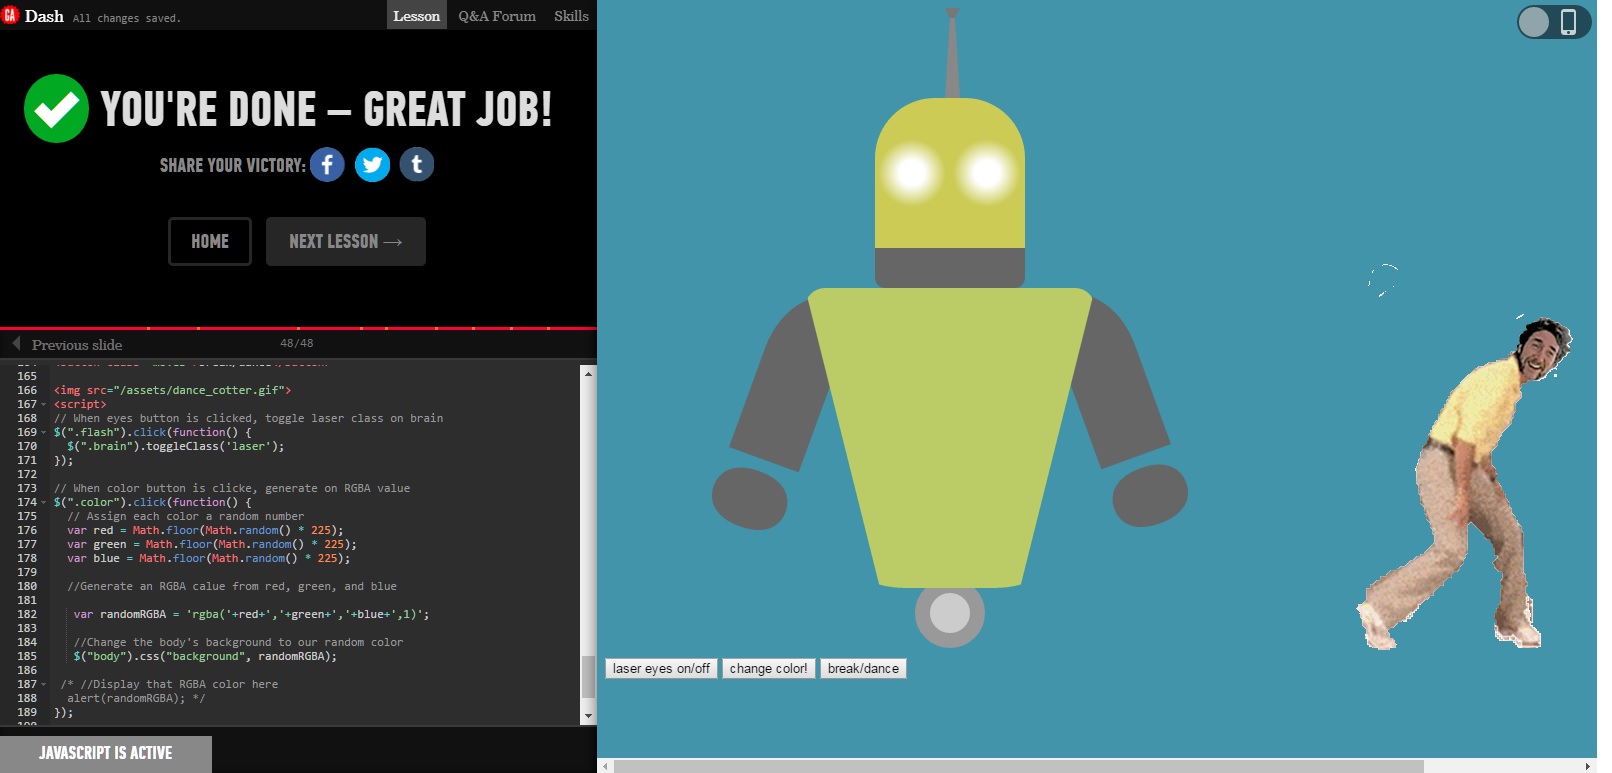 GA Dash All changes saved. Lesson Q&A Forum Skills
YOU'RE DONE – GREAT JOB!
SHARE YOUR VICTORY: f t
HOME NEXT LESSON →
Previous slide 48/48
165
166 <img src="/assets/dance_cotter.gif">
167 <script>
168 // When eyes button is clicked, toggle laser class on brain
169 $(".flash").click(function() {
170 $(".brain").toggleClass('laser');
171 });
172
173 // When color button is clicke, generate on RGBA value
174 $(".color").click(function() {
175 // Assign each color a random number
176 var red = Math.floor(Math.random() * 225);
177 var green = Math.floor(Math.random() * 225);
178 var blue = Math.floor(Math.random() * 225);
179
180 //Generate an RGBA calue from red, green, and blue
181
182 var randomRGBA = 'rgba('+red+','+green+','+blue+',1)';
183
184 //Change the body's background to our random color
185 $("body").css("background", randomRGBA);
186
187 /* //Display that RGBA color here
188 alert(randomRGBA); */
189 });
JAVASCRIPT IS ACTIVE
laser eyes on/off change color! break/dance